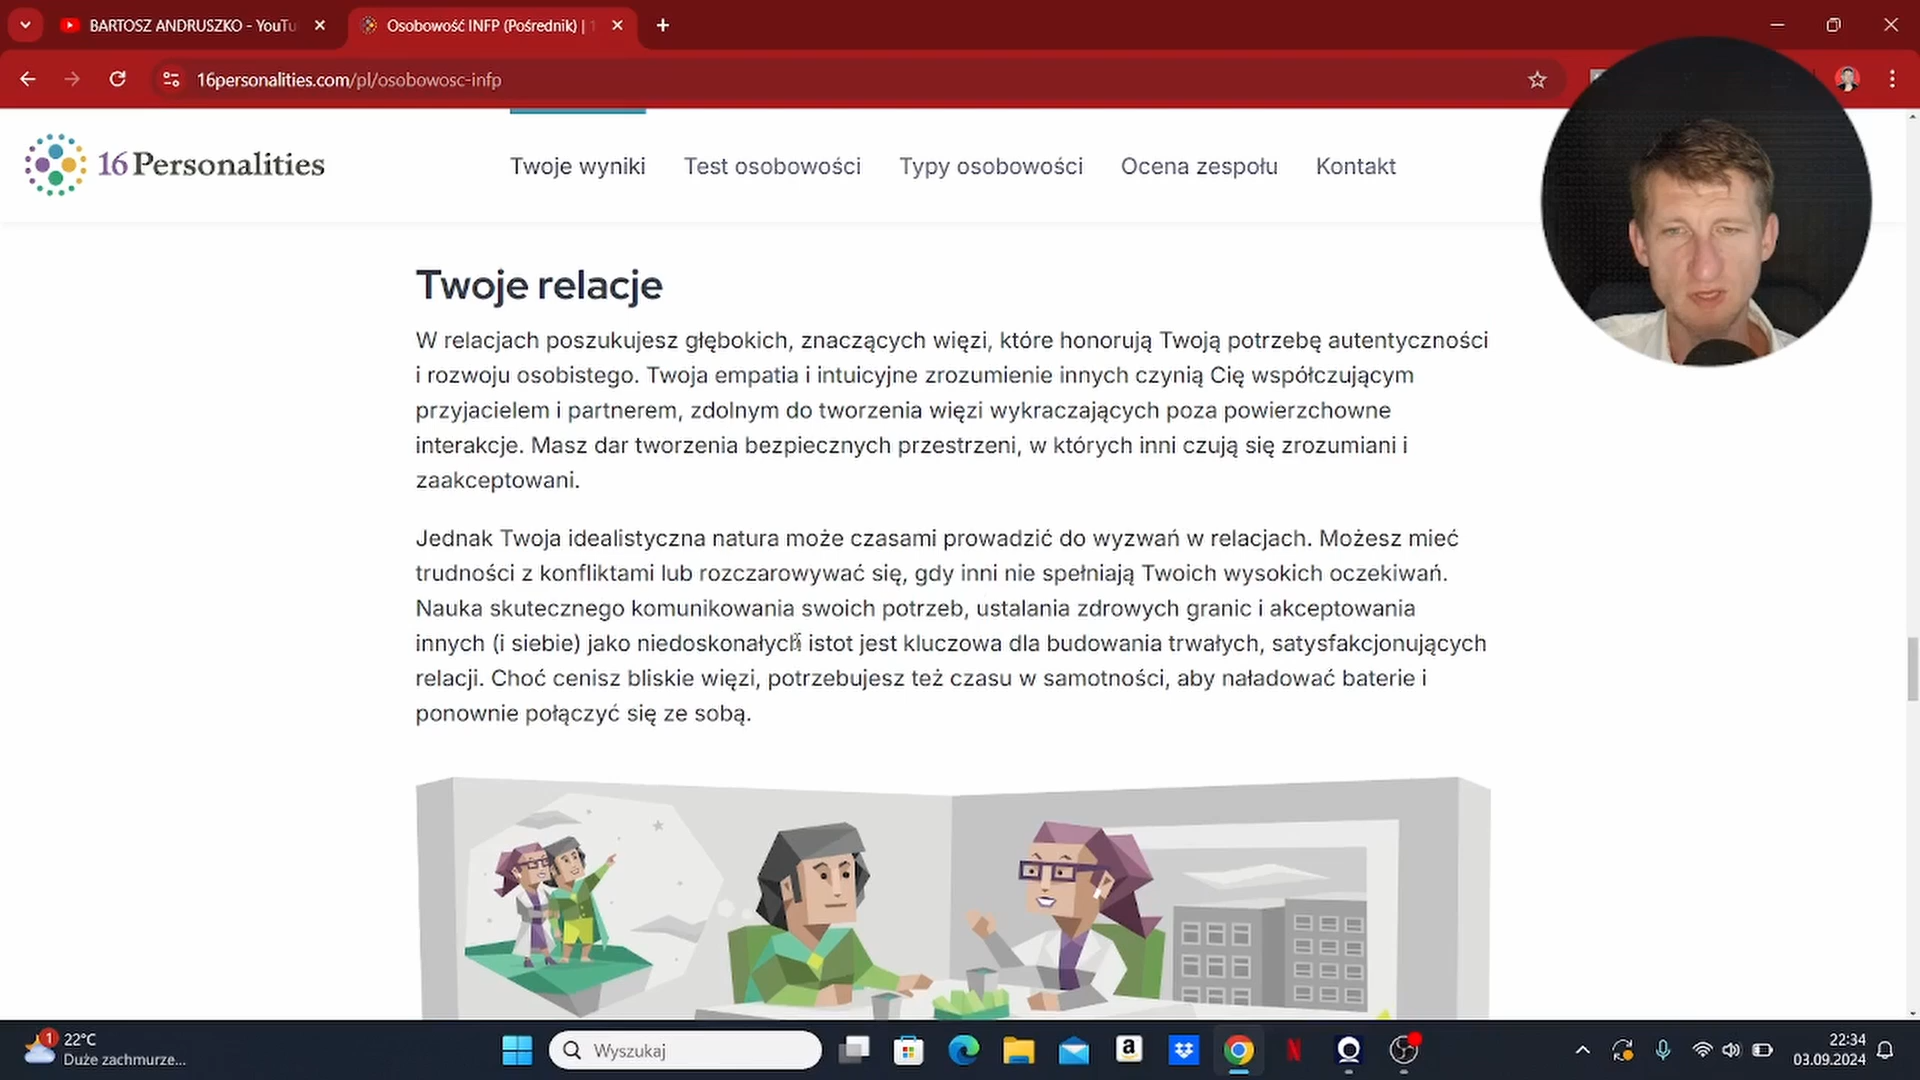 BARTOSZ ANDRUSZKO - YouTu
Osobowość INFP (Pośrednik) | 1
16personalities.com/pl/osobowosc-infp
16Personalities
Twoje wyniki
Test osobowości
Typy osobowości
Ocena zespołu
Kontakt
Twoje relacje
W relacjach poszukujesz głębokich, znaczących więzi, które honorują Twoją potrzebę autentyczności
i rozwoju osobistego. Twoja empatia i intuicyjne zrozumienie innych czynią Cię współczującym
przyjacielem i partnerem, zdolnym do tworzenia więzi wykraczających poza powierzchowne
interakcje. Masz dar tworzenia bezpiecznych przestrzeni, w których inni czują się zrozumiani i
zaakceptowani.
Jednak Twoja idealistyczna natura może czasami prowadzić do wyzwań w relacjach. Możesz mieć
trudności z konfliktami lub rozczarowywać się, gdy inni nie spełniają Twoich wysokich oczekiwań.
Nauka skutecznego komunikowania swoich potrzeb, ustalania zdrowych granic i akceptowania
innych (i siebie) jako niedoskonałych istot jest kluczowa dla budowania trwałych, satysfakcjonujących
relacji. Choć cenisz bliskie więzi, potrzebujesz też czasu w samotności, aby naładować baterie i
ponownie połączyć się ze sobą.
1
22°C
Duże zachmurze...
Wyszukaj
a
N
22:34
03.09.2024